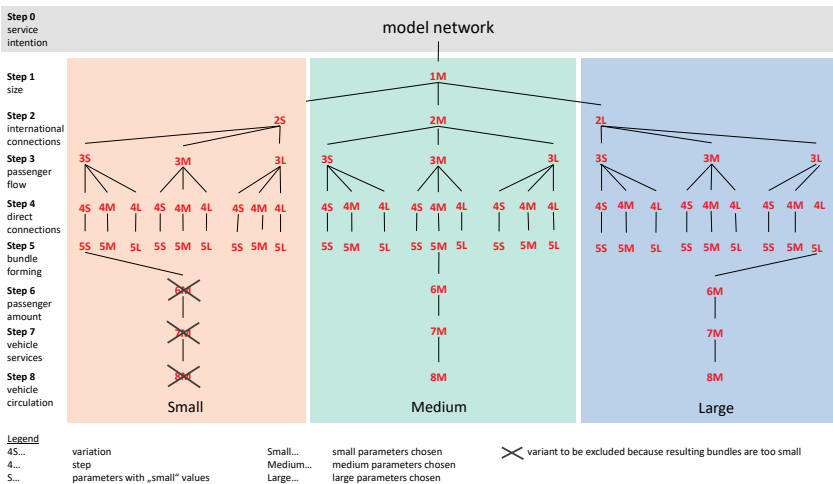 Step 0
service
intention
model network
Step 1
size
1M
Step 2
international
connections
2S 2M 2L
Step 3
passenger
flow
3S 3M 3L 3S 3M 3L 3S 3M 3L
Step 4
direct
connections
4S 4M 4L 4S 4M 4L 4S 4M 4L 4S 4M 4L 4S 4M 4L 4S 4M 4L 4S 4M 4L 4S 4M 4L 4S 4M 4L
Step 5
bundle
forming
5S 5M 5L 5S 5M 5L 5S 5M 5L 5S 5M 5L 5S 5M 5L 5S 5M 5L 5S 5M 5L 5S 5M 5L 5S 5M 5L
Step 6
passenger
amount
6M 6M 6M
Step 7
vehicle
services
7M 7M 7M
Step 8
vehicle
circulation
8M 8M 8M
Small Medium Large
Legend
4S... variation Small... small parameters chosen variant to be excluded because resulting bundles are too small
4... step Medium... medium parameters chosen
S... parameters with „small" values Large... large parameters chosen